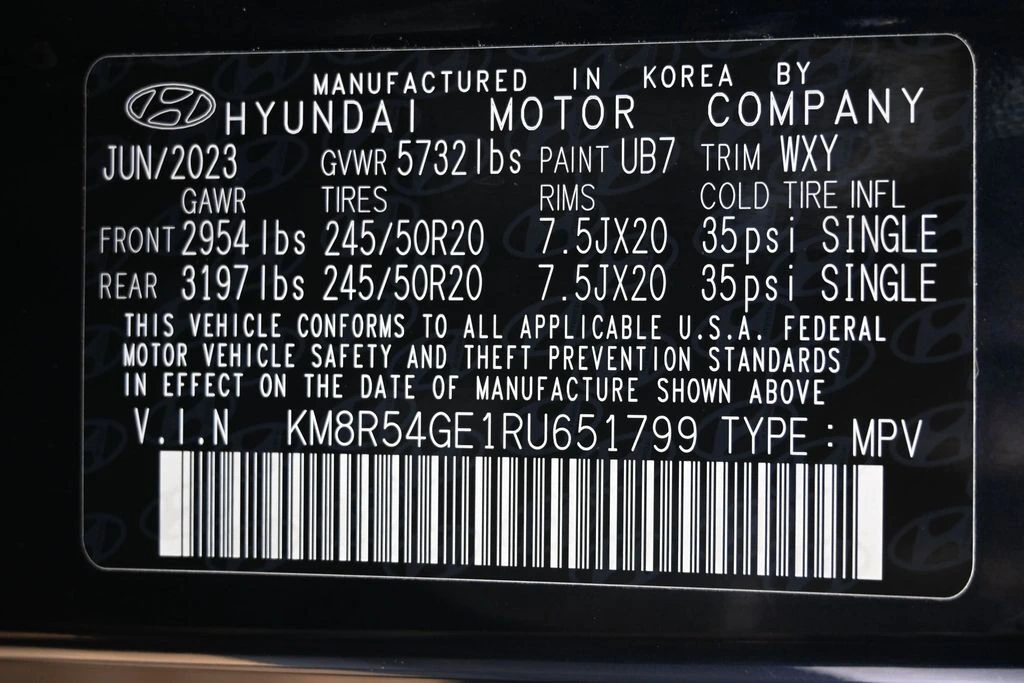 MANUFACTURED IN KOREA BY
HYUNDAI MOTOR COMPANY
JUN/2023 GVWR 5732lbs PAINT UB7 TRIM WXY
GAWR TIRES RIMS COLD TIRE INFL
FRONT 2954lbs 245/50R20 7.5JX20 35psi SINGLE
REAR 3197lbs 245/50R20 7.5JX20 35psi SINGLE
THIS VEHICLE CONFORMS TO ALL APPLICABLE U.S.A. FEDERAL
MOTOR VEHICLE SAFETY AND THEFT PREVENTION STANDARDS
IN EFFECT ON THE DATE OF MANUFACTURE SHOWN ABOVE
V.I.N KM8R54GE1RU651799 TYPE : MPV